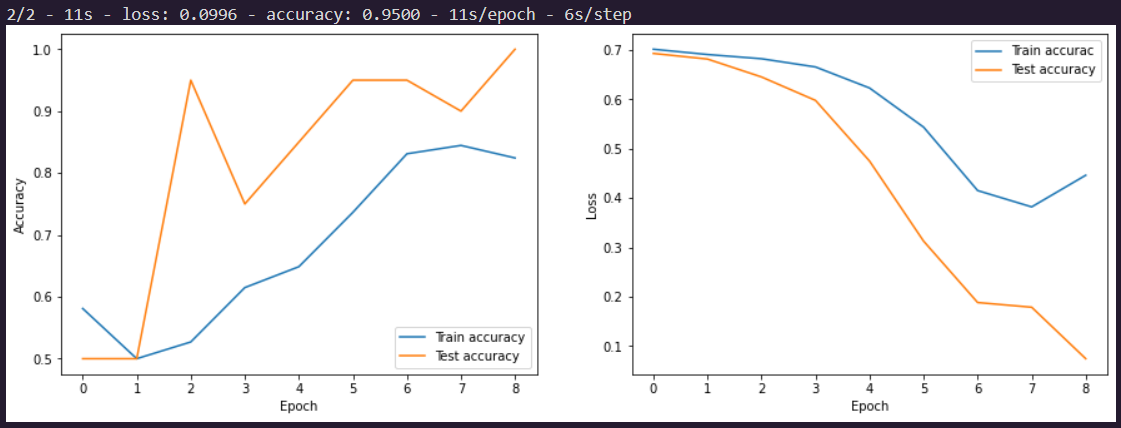 2/2 - 11s - loss: 0.0996 - accuracy: 0.9500 - 11s/epoch - 6s/step
1.0
0.9
0.8
0.7
0.6
0.5
Accuracy
0 1 2 3 4 5 6 7 8
Epoch
Train accuracy
Test accuracy
0.7
0.6
0.5
0.4
0.3
0.2
0.1
Loss
0 1 2 3 4 5 6 7 8
Epoch
Train accurac
Test accuracy